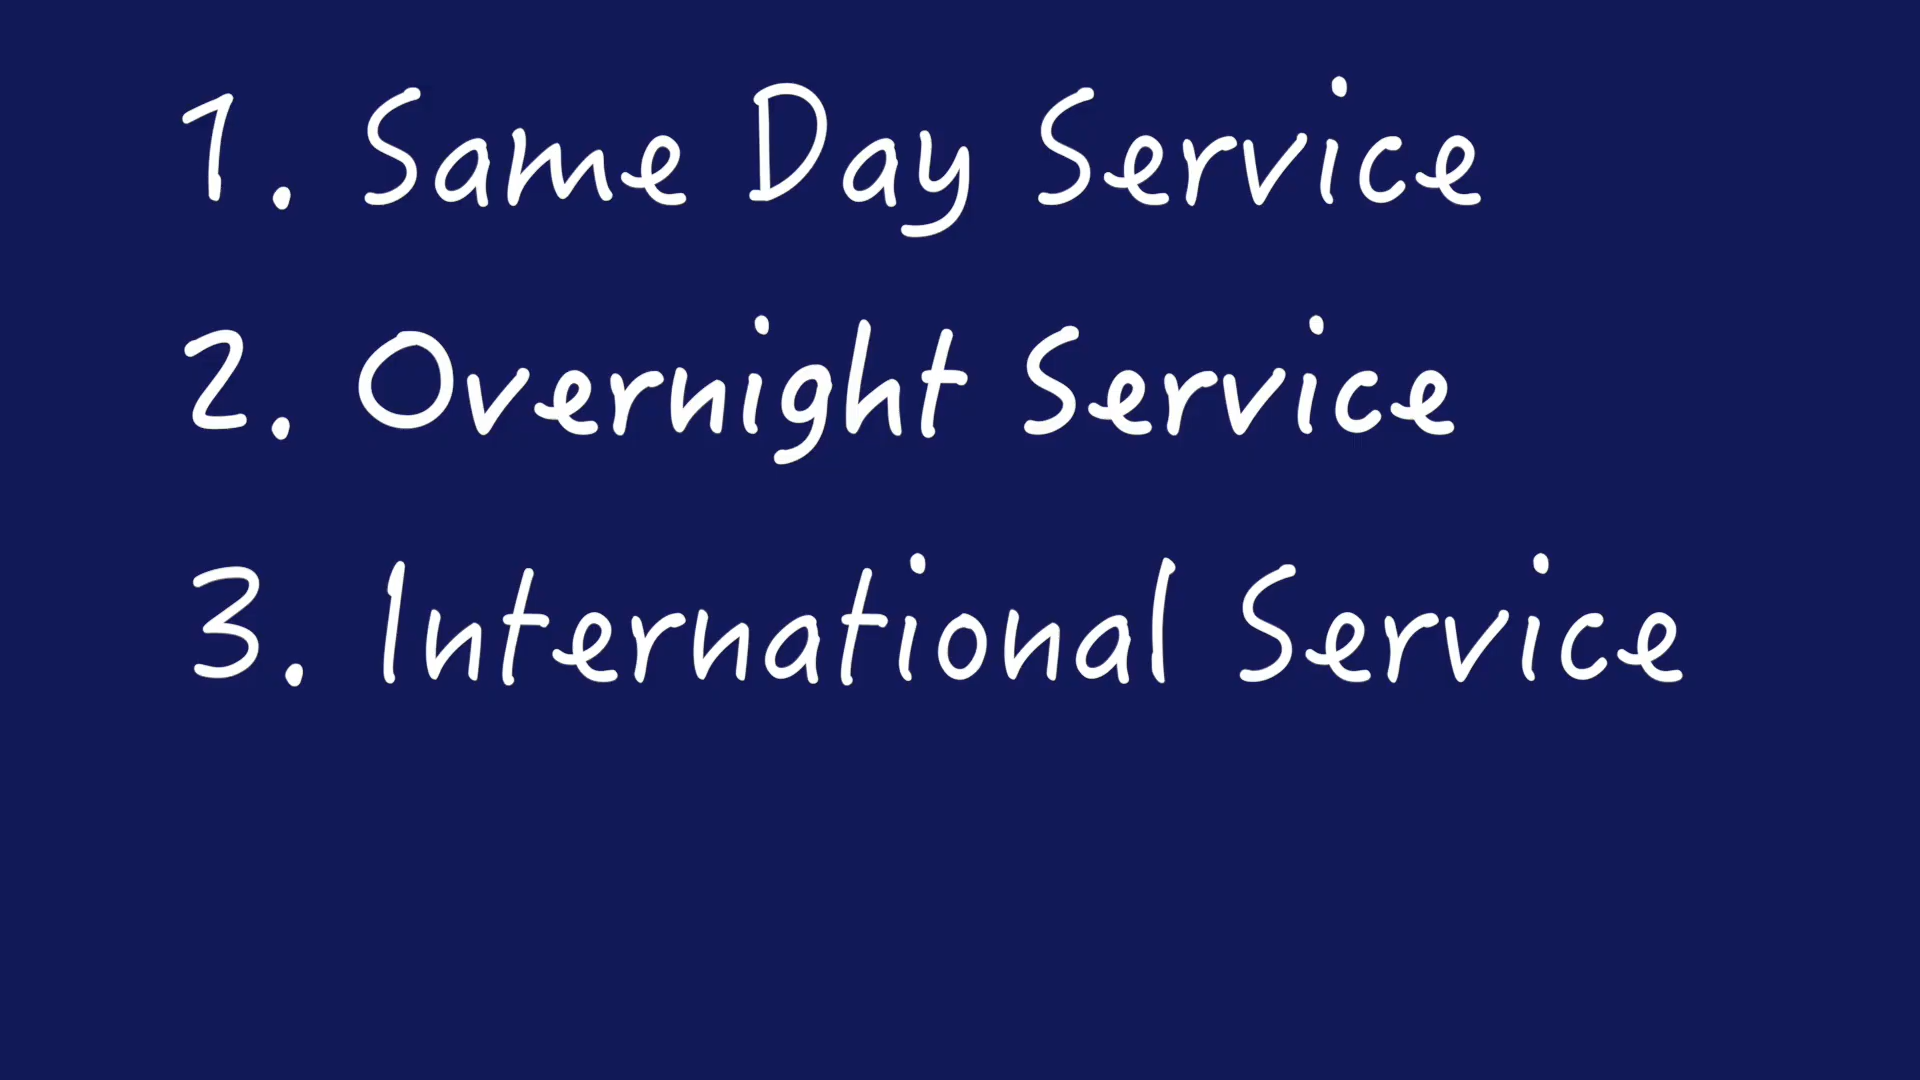 1. Same Day Service
2. Overnight Service
3. International Service